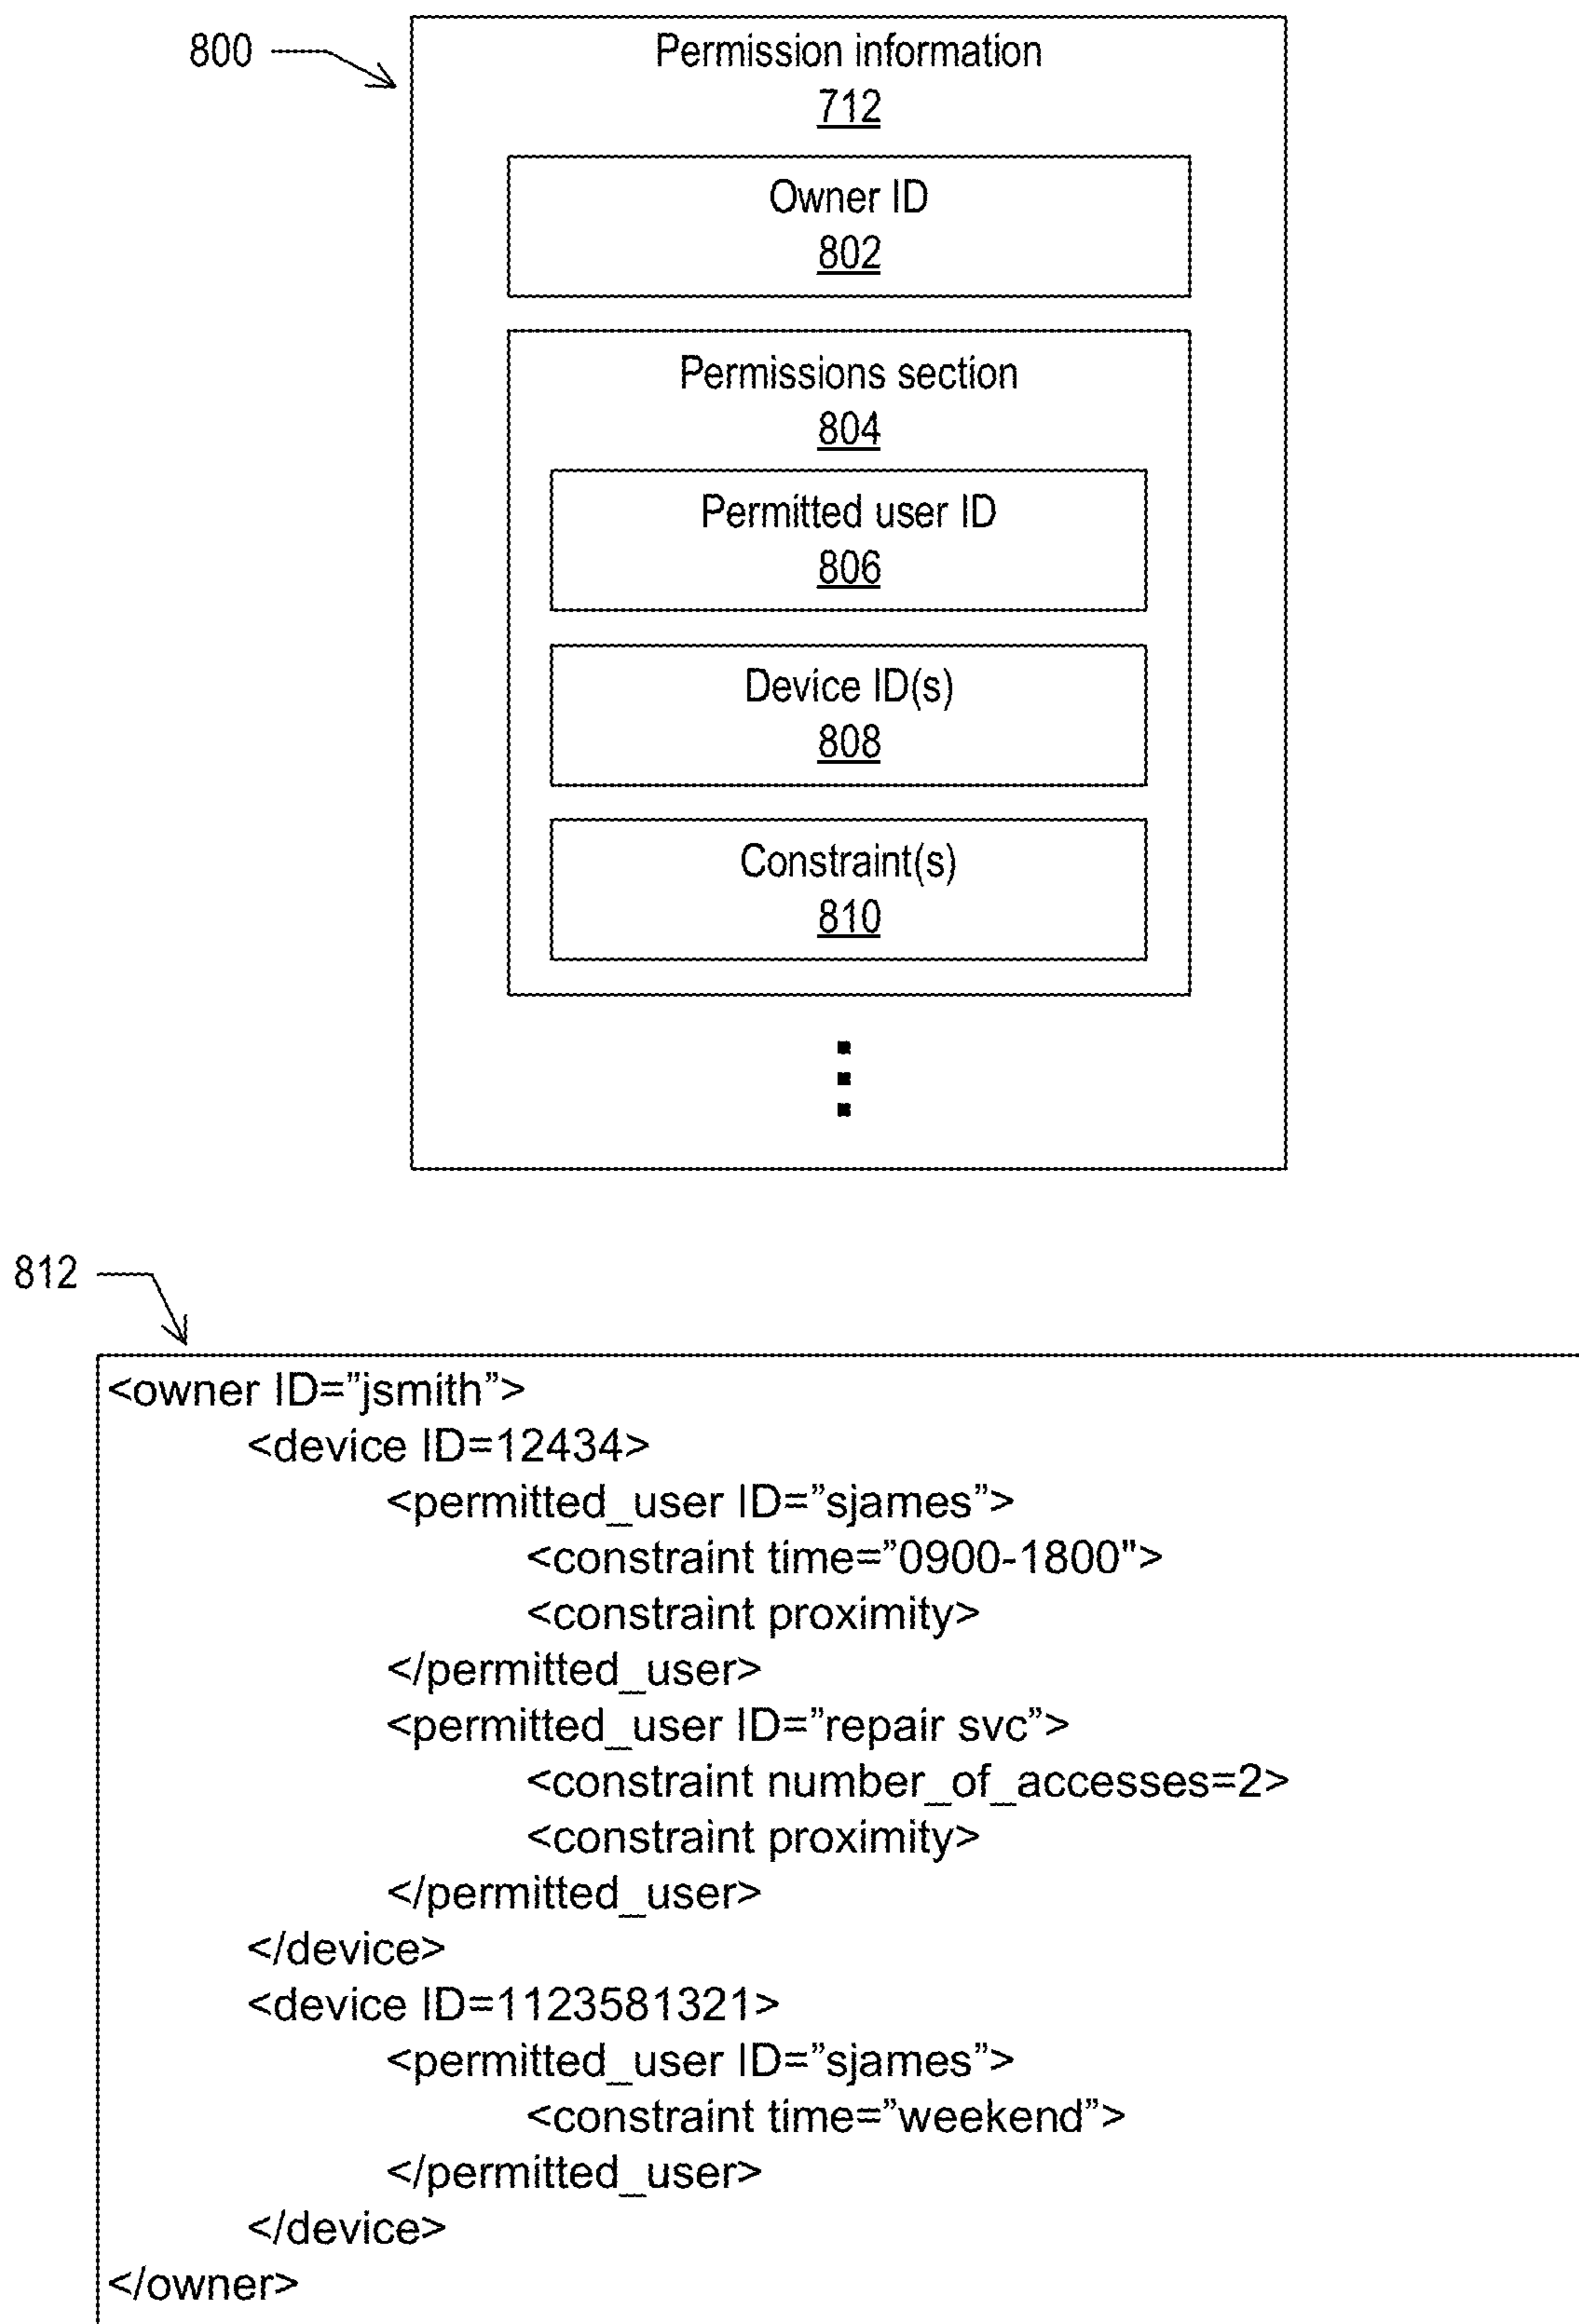 800
Permission information
712
Owner ID
802
Permissions section
804
Permitted user ID
806
Device ID(s)
808
Constraint(s)
810
812
<owner ID=”jsmith”>
<device ID=12434>
<permitted_user ID=”sjames”>
<constraint time=”0900-1800">
<constraint proximity>
</permitted_user>
<permitted_user ID=”repair svc”>
<constraint number_of_accesses=2>
<constraint proximity>
</permitted_user>
</device>
<device ID=1123581321>
<permitted_user ID=”sjames”>
<constraint time=”weekend”>
</permitted_user>
</device>
</owner>